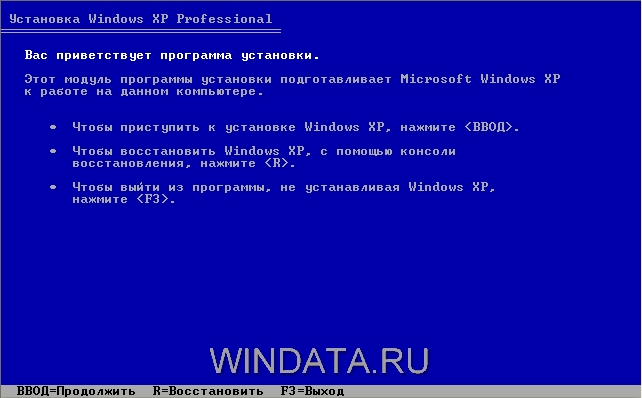 Установка Windows XP Professional
Вас приветствует программа установки.
Этот модуль программы установки подготавливает Microsoft Windows XP
к работе на данном компьютере.
• Чтобы приступить к установке Windows XP, нажмите <ВВОД>.
• Чтобы восстановить Windows XP, с помощью консоли
восстановления, нажмите <R>.
• Чтобы выйти из программы, не устанавливая Windows XP,
нажмите <F3>.
WINDATA.RU
ВВОД=Продолжить R=Восстановить F3=Выход